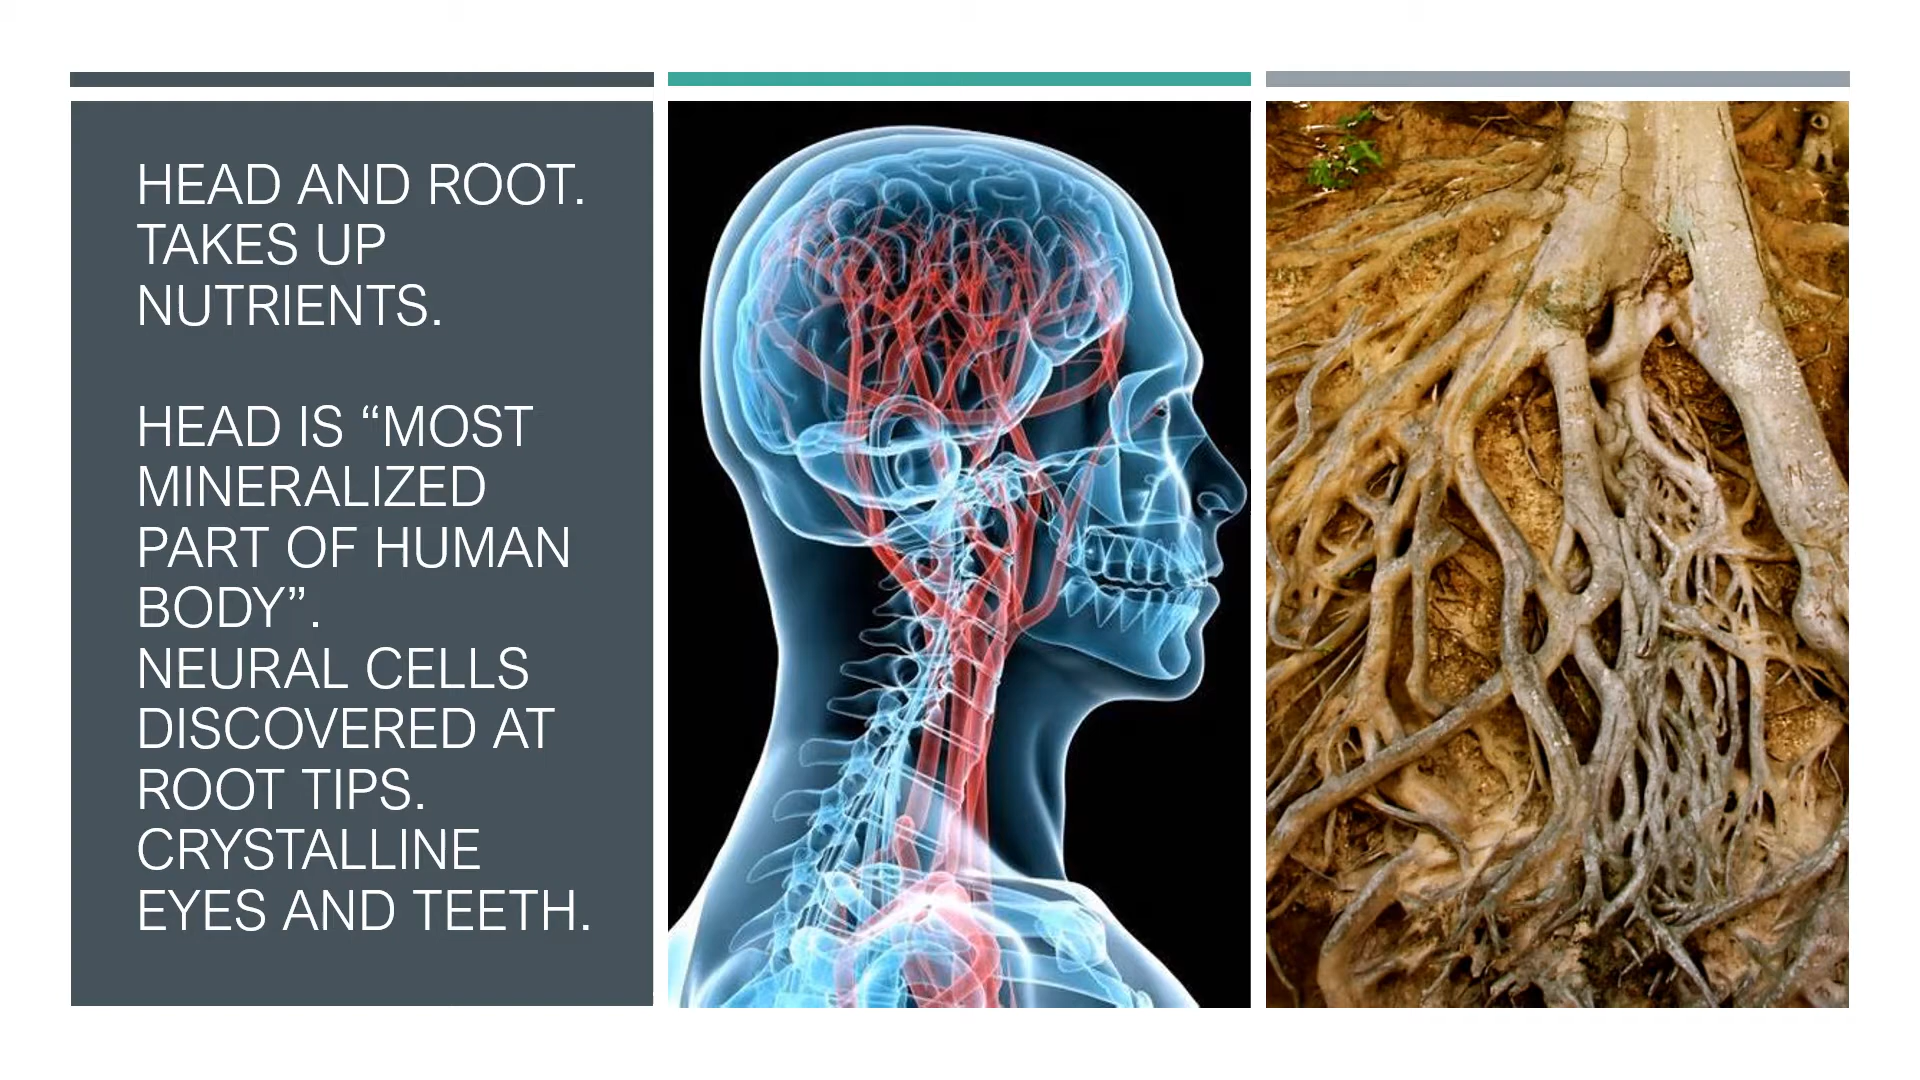 HEAD AND ROOT.
TAKES UP
NUTRIENTS.
HEAD IS “MOST
MINERALIZED
PART OF HUMAN
BODY”.
NEURAL CELLS
DISCOVERED AT
ROOT TIPS.
CRYSTALLINE
EYES AND TEETH.